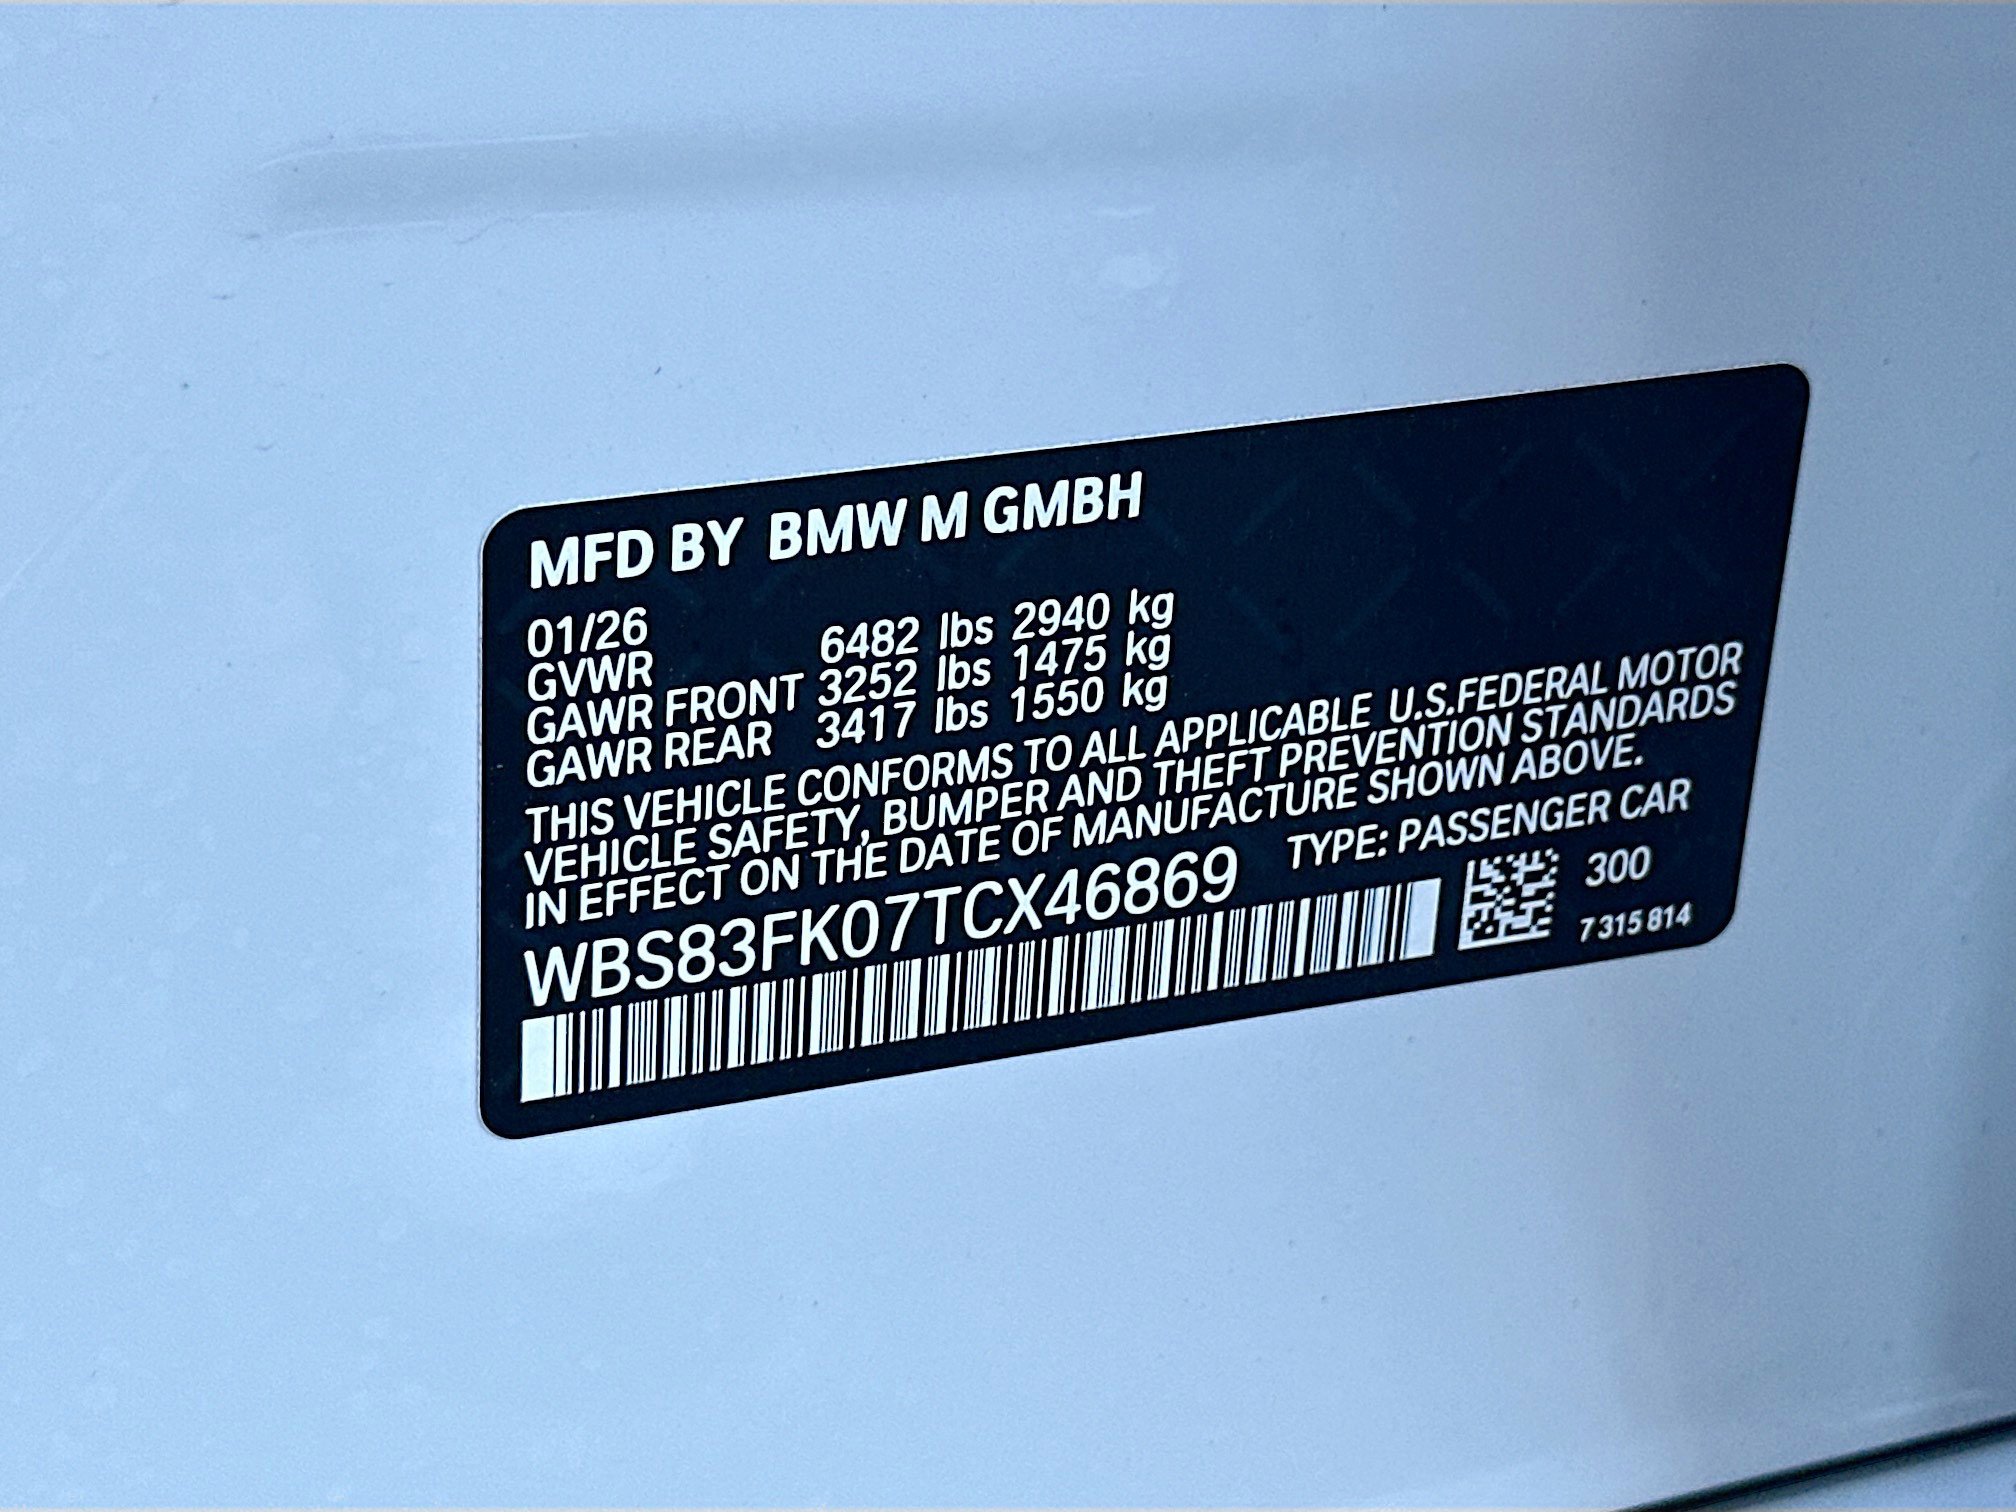 MFD BY BMW M GMBH
01/26
GVWR 6482 lbs 2940 kg
GAWR FRONT 3252 lbs 1475 kg
GAWR REAR 3417 lbs 1550 kg
THIS VEHICLE CONFORMS TO ALL APPLICABLE U.S.FEDERAL MOTOR
VEHICLE SAFETY, BUMPER AND THEFT PREVENTION STANDARDS
IN EFFECT ON THE DATE OF MANUFACTURE SHOWN ABOVE.
WBS83FK07TCX46869 TYPE: PASSENGER CAR
300
7 315 814